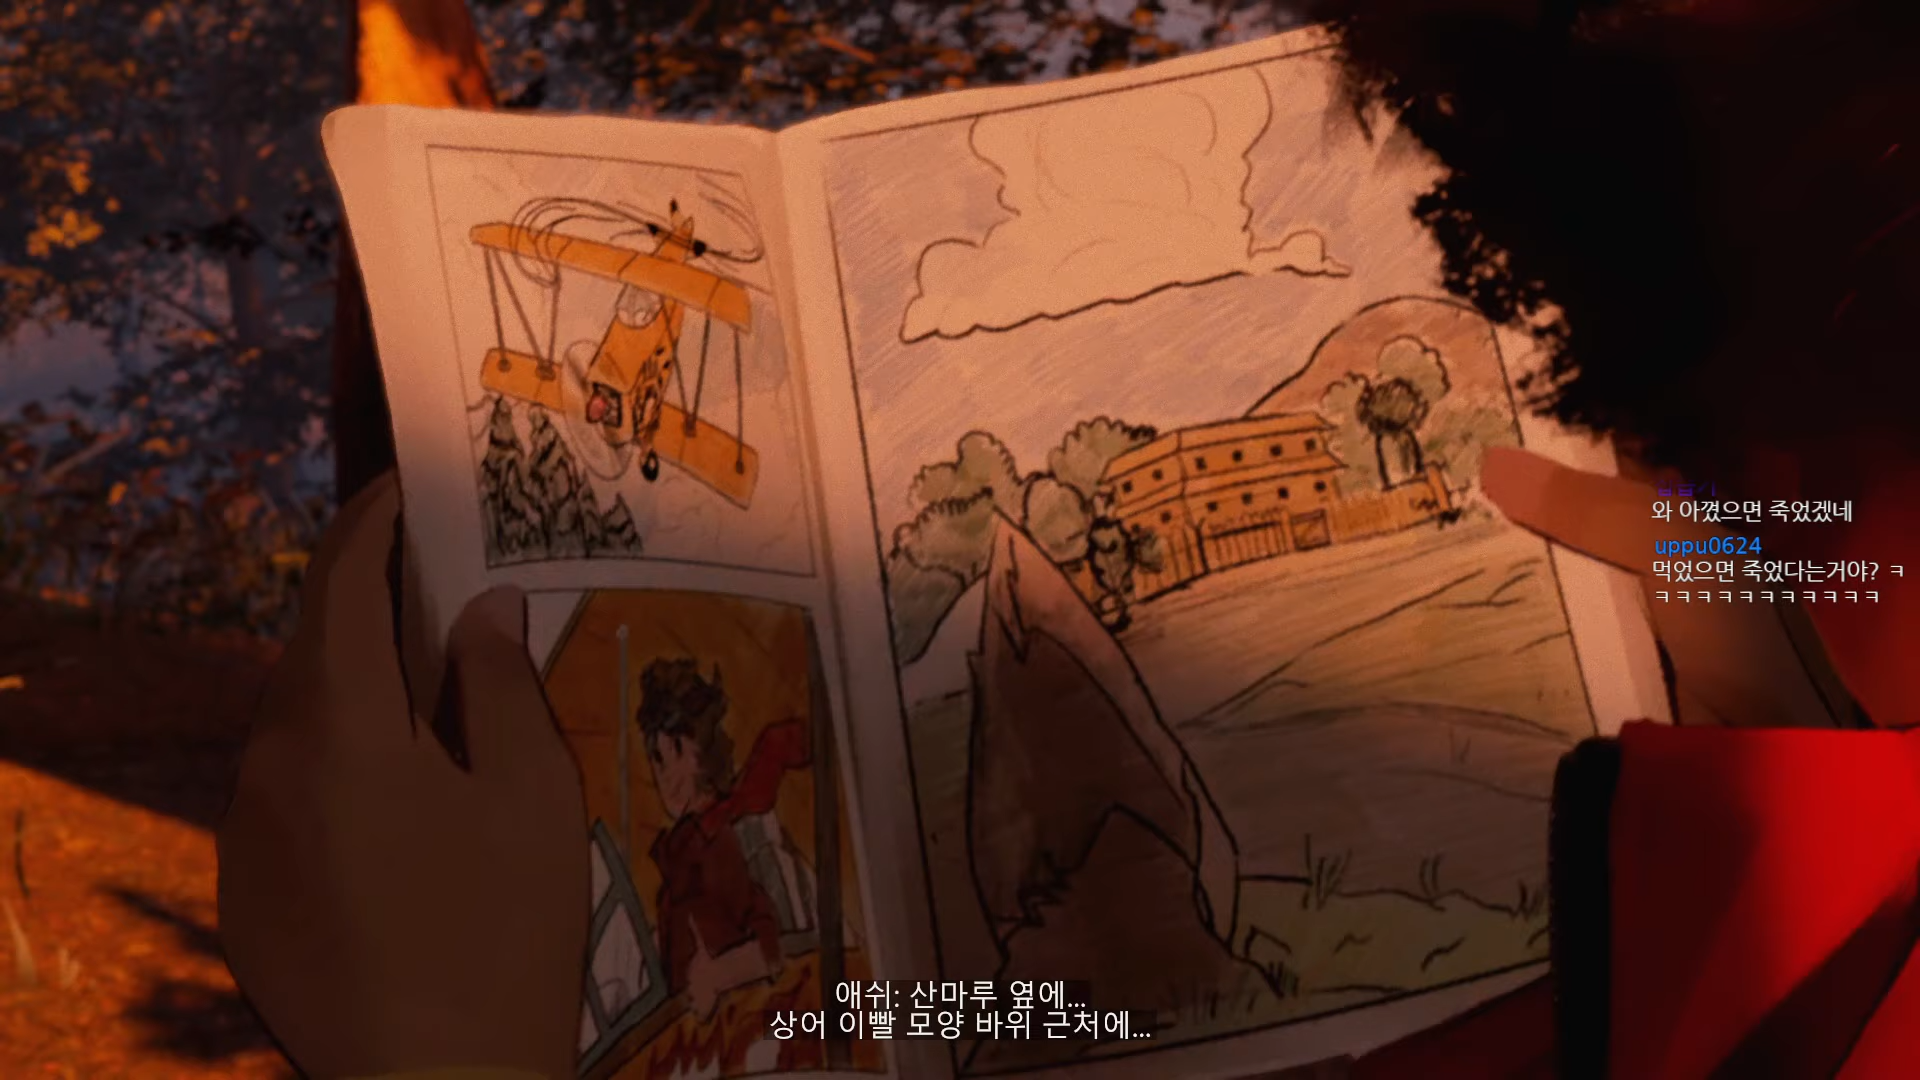 와 아꼈으면 죽었겠네
uppu0624
먹었으면 죽었다는거야? ㅋ
ㅋㅋㅋㅋㅋㅋㅋㅋㅋㅋㅋ
애쉬: 산마루 옆에...
상어 이빨 모양 바위 근처에...